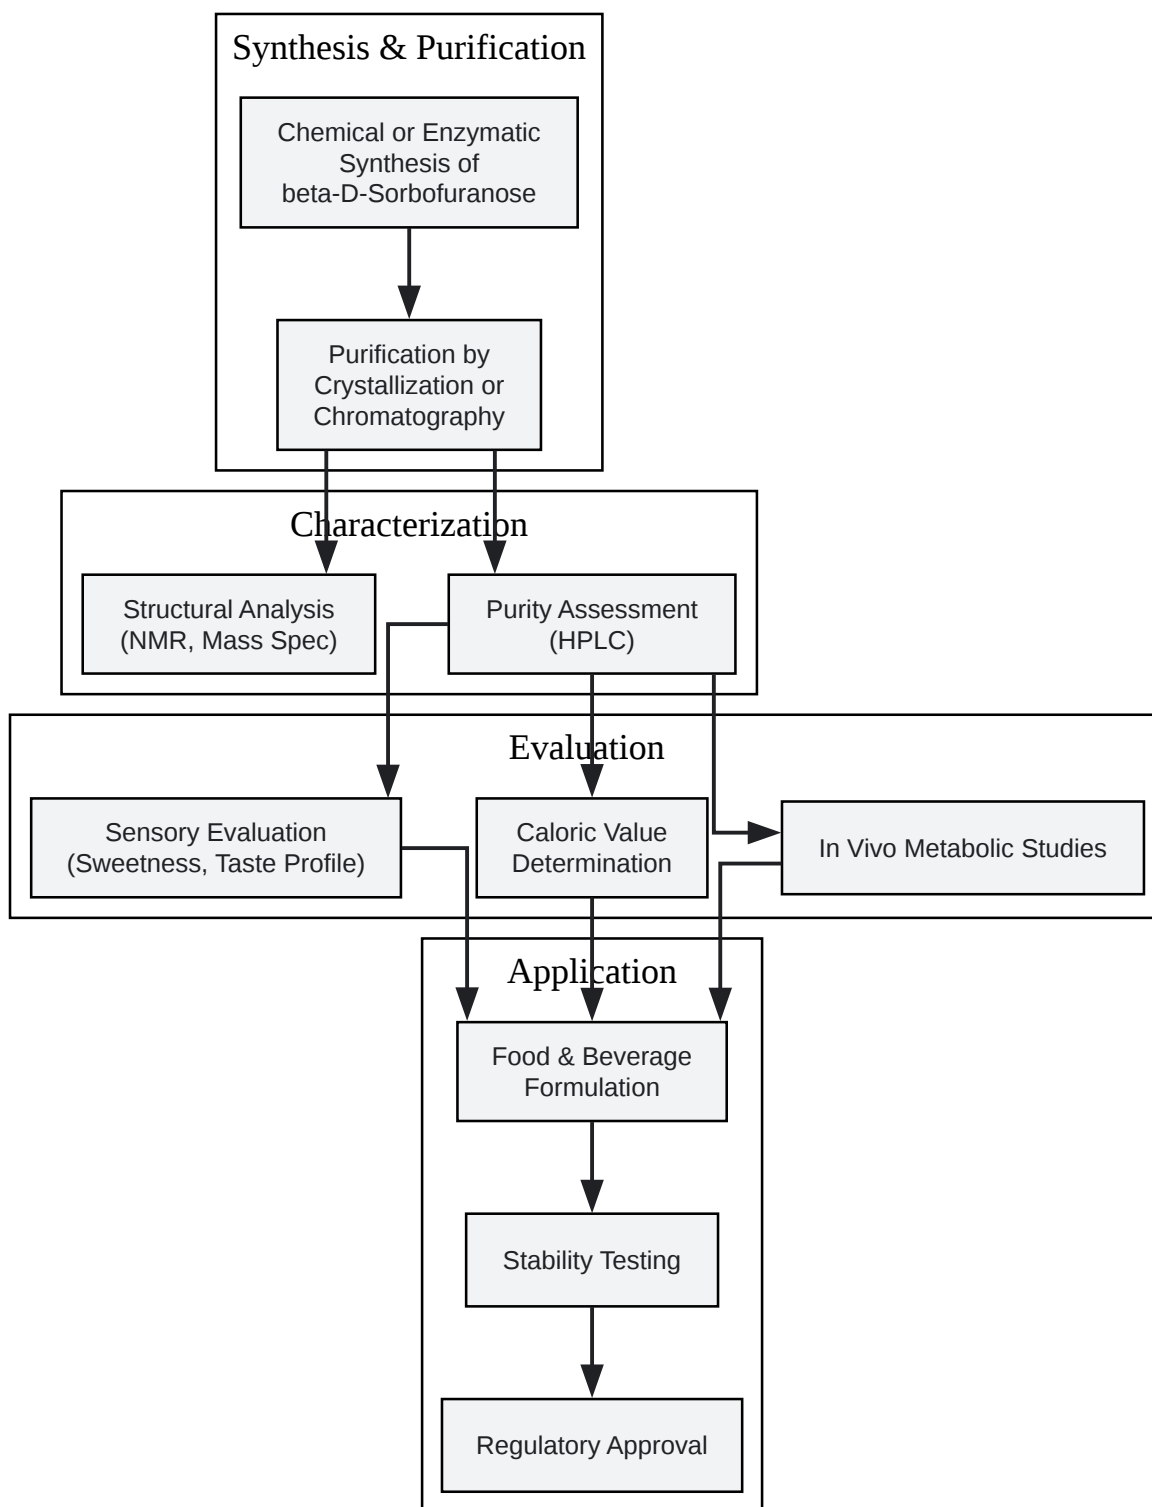 Synthesis & Purification
Chemical or Enzymatic
Synthesis of
beta-D-Sorbofuranose
Purification by
Crystallization or
Chromatography
Characterization
Structural Analysis
(NMR, Mass Spec)
Purity Assessment
(HPLC)
Evaluation
Sensory Evaluation
(Sweetness, Taste Profile)
Caloric Value
Determination
In Vivo Metabolic Studies
Application
Food & Beverage
Formulation
Stability Testing
Regulatory Approval